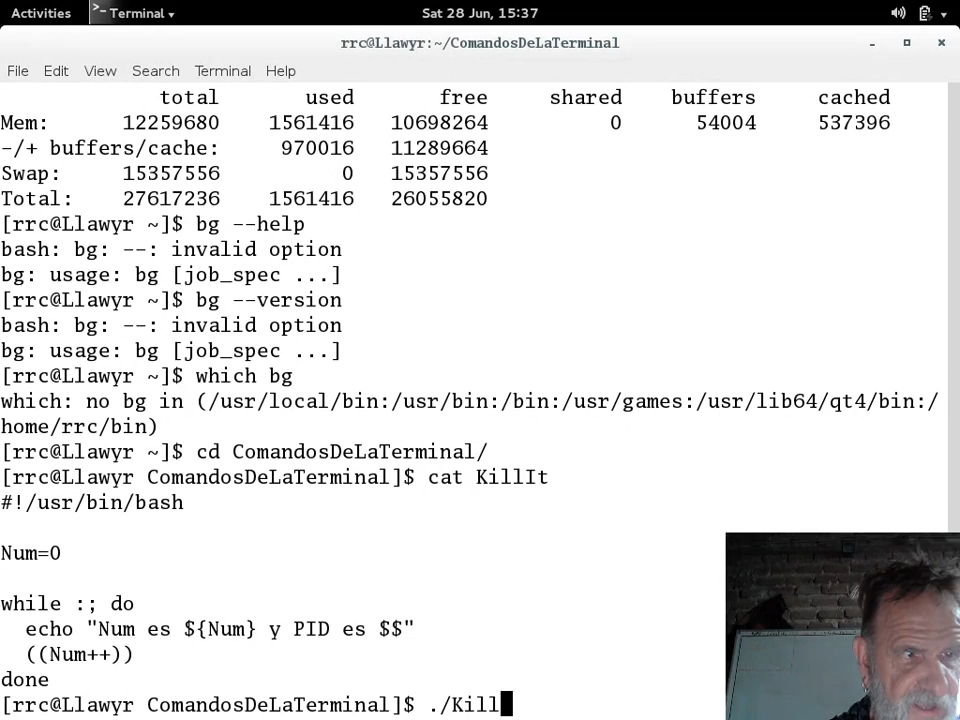 Activities >_ Terminal Sat 28 Jun, 15:37
rrc@Llawyr:~/ComandosDeLaTerminal
File Edit View Search Terminal Help
total used free shared buffers cached
Mem: 12259680 1561416 10698264 0 54004 537396
-/+ buffers/cache: 970016 11289664
Swap: 15357556 0 15357556
Total: 27617236 1561416 26055820
[rrc@Llawyr ~]$ bg --help
bash: bg: --: invalid option
bg: usage: bg [job_spec ...]
[rrc@Llawyr ~]$ bg --version
bash: bg: --: invalid option
bg: usage: bg [job_spec ...]
[rrc@Llawyr ~]$ which bg
which: no bg in (/usr/local/bin:/usr/bin:/bin:/usr/games:/usr/lib64/qt4/bin:/
home/rrc/bin)
[rrc@Llawyr ~]$ cd ComandosDeLaTerminal/
[rrc@Llawyr ComandosDeLaTerminal]$ cat KillIt
#!/usr/bin/bash
Num=0
while :; do
echo "Num es ${Num} y PID es $$"
((Num++))
done
[rrc@Llawyr ComandosDeLaTerminal]$ ./Kill